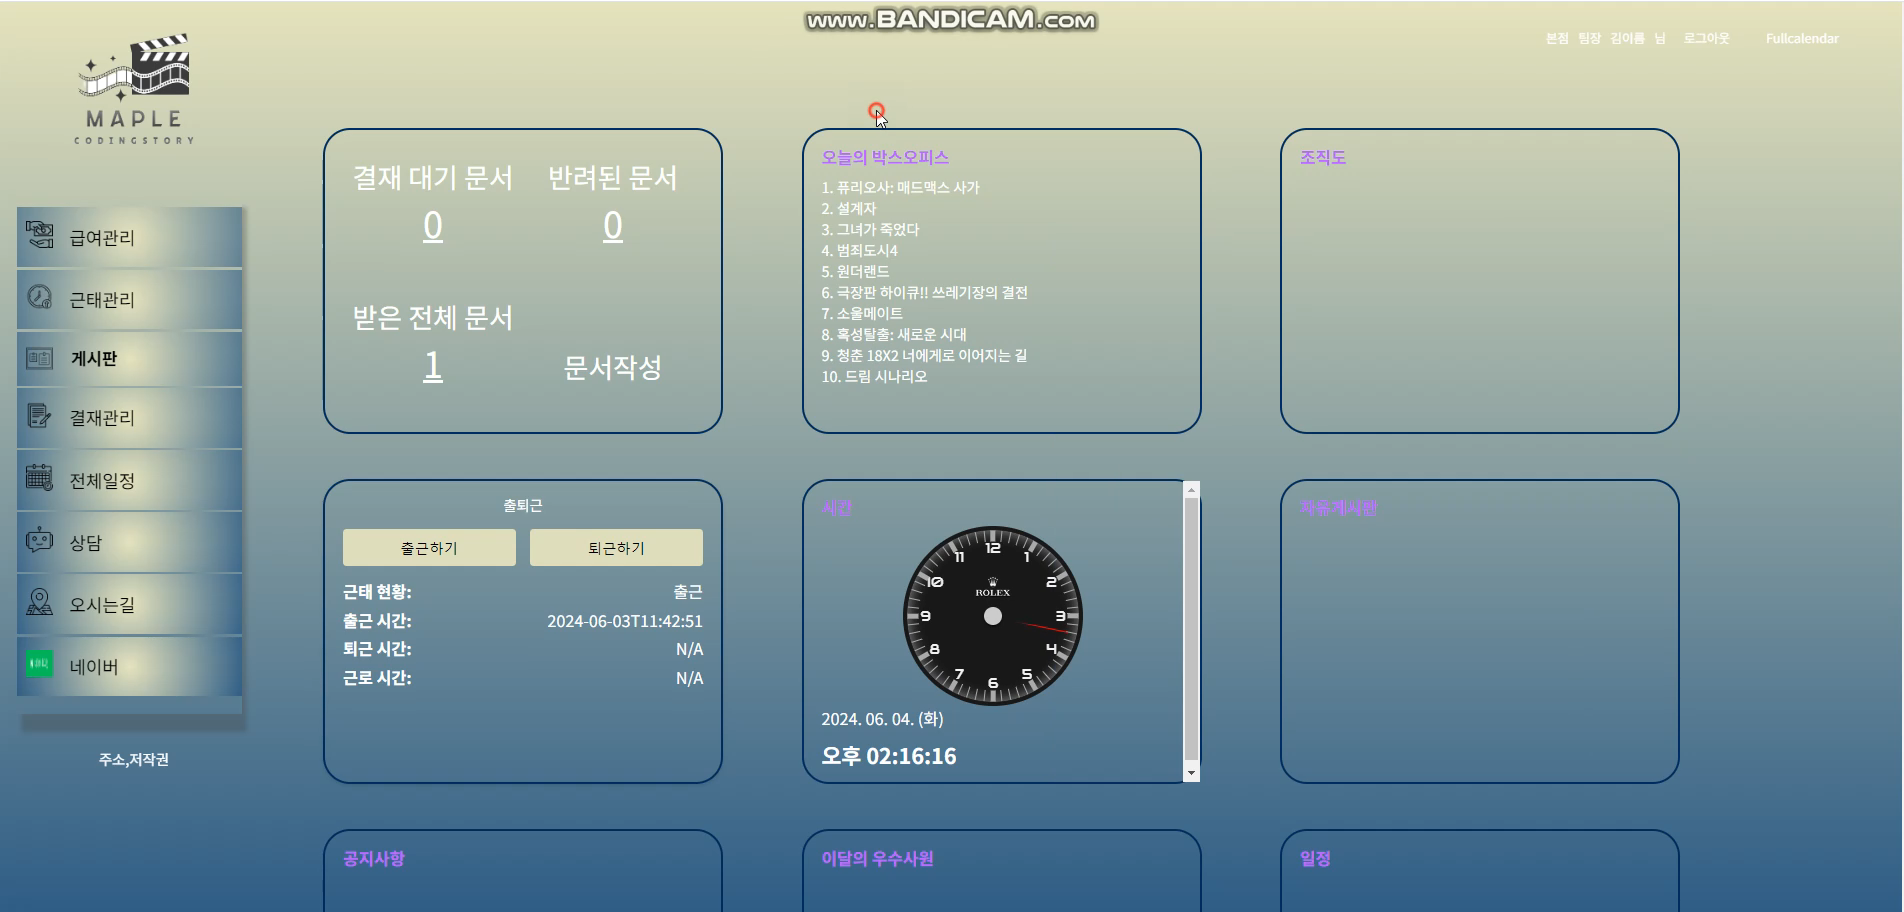 www.BANDICAM.com
본점 팀장 김이름 님 로그아웃 Fullcalendar
MAPLE
CODINGSTORY
급여관리
근태관리
게시판
결재관리
전체일정
상담
오시는길
네이버
주소,저작권
결재 대기 문서 반려된 문서
0 0
받은 전체 문서
1 문서작성
오늘의 박스오피스
1. 퓨리오사: 매드맥스 사가
2. 설계자
3. 그녀가 죽었다
4. 범죄도시4
5. 원더랜드
6. 극장판 하이큐!! 쓰레기장의 결전
7. 소울메이트
8. 혹성탈출: 새로운 시대
9. 청춘 18X2 너에게로 이어지는 길
10. 드림 시나리오
조직도
출퇴근
출근하기 퇴근하기
근태 현황: 출근
출근 시간: 2024-06-03T11:42:51
퇴근 시간: N/A
근로 시간: N/A
시간
12
11 1
10 2
ROLEX
9 3
8 4
7 5
6
2024. 06. 04. (화)
오후 02:16:16
자유게시판
공지사항
이달의 우수사원
일정